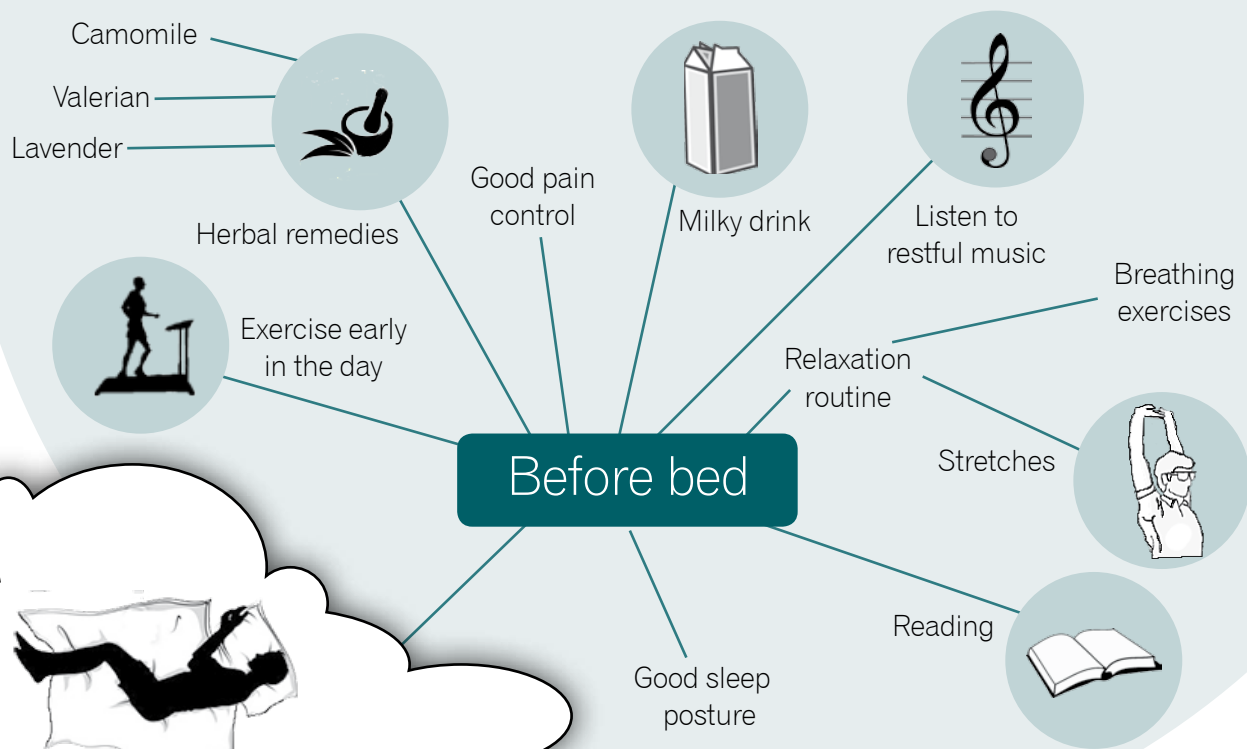 Camomile
Valerian
Lavender
Herbal remedies
Good pain
control
Milky drink
Listen to
restful music
Breathing
exercises
Exercise early
in the day
Relaxation
routine
Stretches
Before bed
Reading
Good sleep
posture